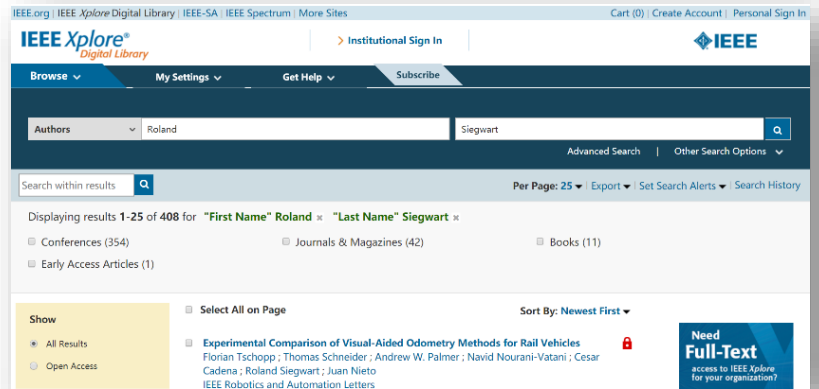 IEEE.org | IEEE Xplore Digital Library | IEEE-SA | IEEE Spectrum | More Sites Cart (0) | Create Account | Personal Sign In
IEEE Xplore®
Digital Library
> Institutional Sign In
IEEE
Browse My Settings Get Help Subscribe
Authors Roland Siegwart
Advanced Search | Other Search Options
Search within results Per Page: 25 | Export | Set Search Alerts | Search History
Displaying results 1-25 of 408 for "First Name" Roland × "Last Name" Siegwart ×
Conferences (354) Journals & Magazines (42) Books (11)
Early Access Articles (1)
Show
All Results
Open Access
Select All on Page Sort By: Newest First
Experimental Comparison of Visual-Aided Odometry Methods for Rail Vehicles
Florian Tschopp ; Thomas Schneider ; Andrew W. Palmer ; Navid Nourani-Vatani ; Cesar
Cadena ; Roland Siegwart ; Juan Nieto
IEEE Robotics and Automation Letters
Need
Full-Text
access to IEEE Xplore
for your organization?